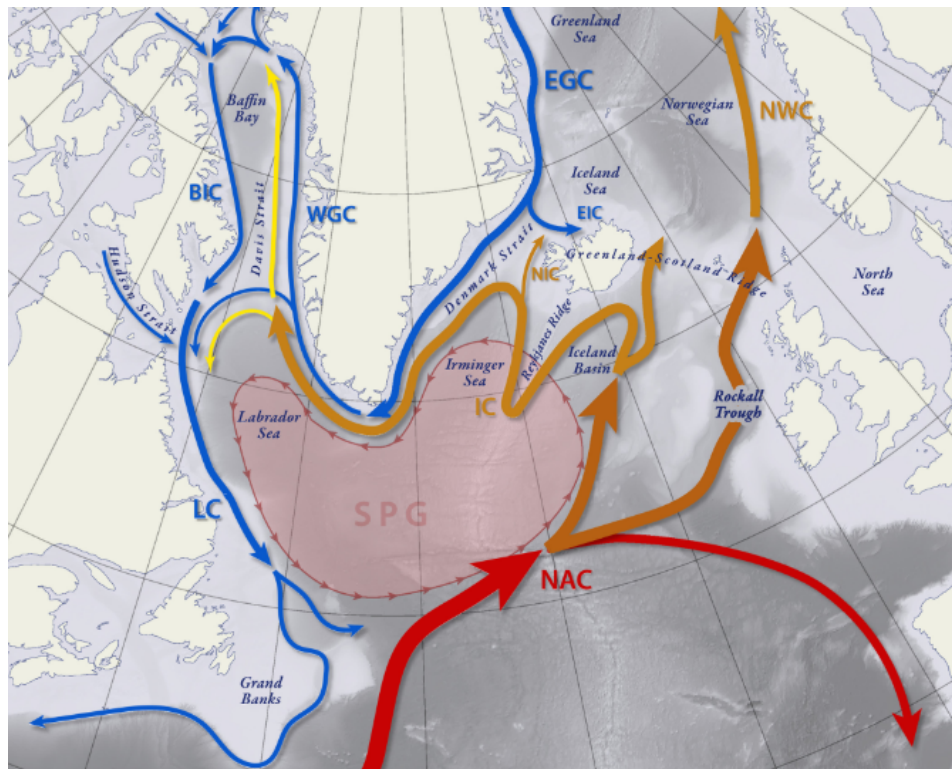 Greenland
Sea
EGC
Baffin
Bay
Norwegian
Sea
NWC
BIC
WGC
Davis Strait
Iceland
Sea
EIC
Hudson Strait
Denmark Strait
NIC
Greenland-Scotland-Ridge
North
Sea
Reykjanes Ridge
Irminger
Sea
Iceland
Basin
IC
Rockall
Trough
Labrador
Sea
LC
SPG
NAC
Grand
Banks